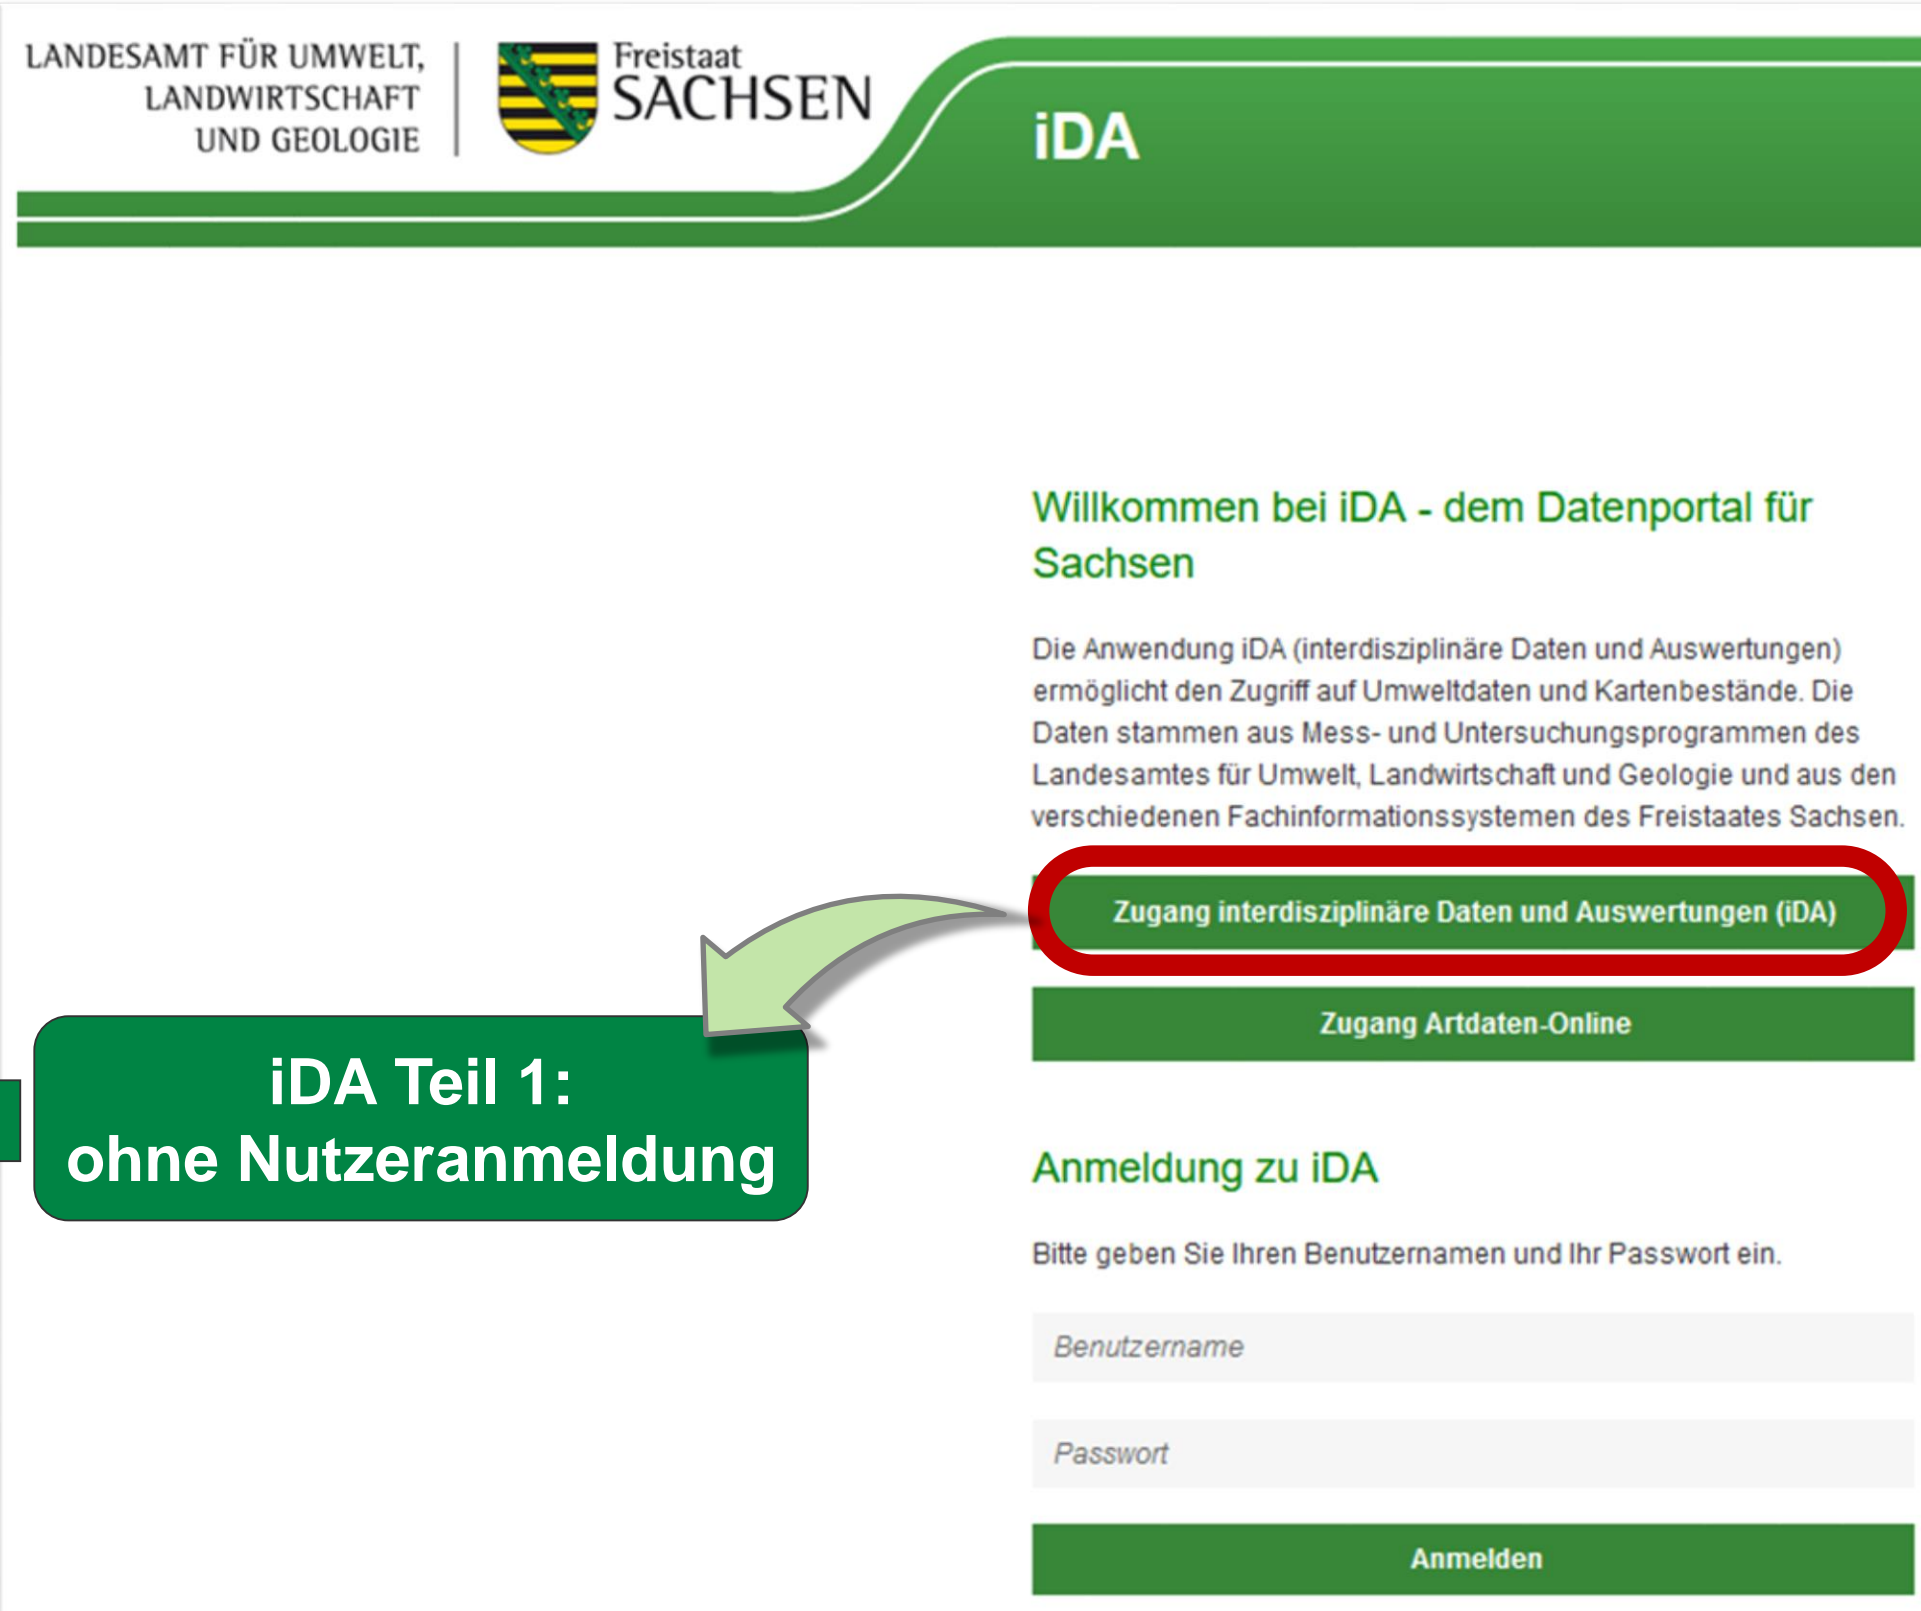 LANDESAMT FÜR UMWELT,
LANDWIRTSCHAFT
UND GEOLOGIE
Freistaat
SACHSEN
iDA
Willkommen bei iDA - dem Datenportal für
Sachsen
Die Anwendung iDA (interdisziplinäre Daten und Auswertungen)
ermöglicht den Zugriff auf Umweltdaten und Kartenbestände. Die
Daten stammen aus Mess- und Untersuchungsprogrammen des
Landesamtes für Umwelt, Landwirtschaft und Geologie und aus den
verschiedenen Fachinformationssystemen des Freistaates Sachsen.
Zugang interdisziplinäre Daten und Auswertungen (iDA)
Zugang Artdaten-Online
iDA Teil 1:
ohne Nutzeranmeldung
Anmeldung zu iDA
Bitte geben Sie Ihren Benutzernamen und Ihr Passwort ein.
Benutzername
Passwort
Anmelden